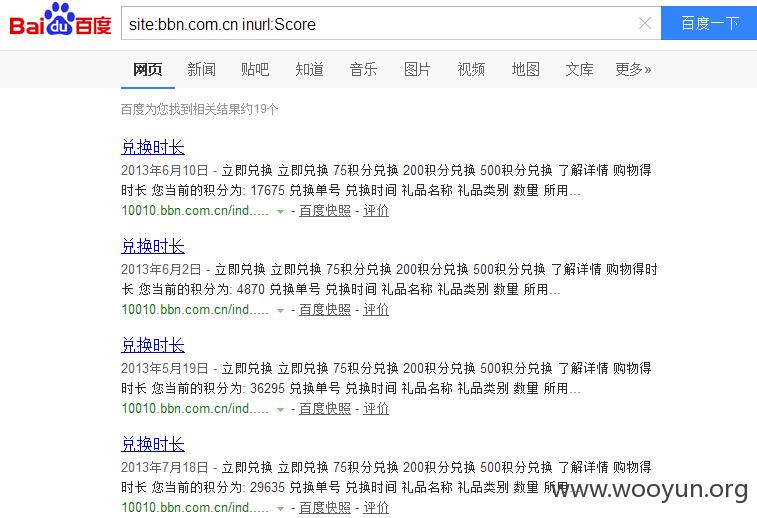 Bai du 百度 site:bbn.com.cn inurl:Score 百度一下
网页 新闻 贴吧 知道 音乐 图片 视频 地图 文库 更多»
百度为您找到相关结果约19个
兑换时长
2013年6月10日 - 立即兑换 立即兑换 75积分兑换 200积分兑换 500积分兑换 了解详情 购物得
时长 您当前的积分为: 17675 兑换单号 兑换时间 礼品名称 礼品类别 数量 所用...
10010.bbn.com.cn/ind..... - 百度快照 - 评价
兑换时长
2013年6月2日 - 立即兑换 立即兑换 75积分兑换 200积分兑换 500积分兑换 了解详情 购物得时
长 您当前的积分为: 4870 兑换单号 兑换时间 礼品名称 礼品类别 数量 所用...
10010.bbn.com.cn/ind..... - 百度快照 - 评价
兑换时长
2013年5月19日 - 立即兑换 立即兑换 75积分兑换 200积分兑换 500积分兑换 了解详情 购物得
时长 您当前的积分为: 36295 兑换单号 兑换时间 礼品名称 礼品类别 数量 所用...
10010.bbn.com.cn/ind..... - 百度快照 - 评价
兑换时长
2013年7月18日 - 立即兑换 立即兑换 75积分兑换 200积分兑换 500积分兑换 了解详情 购物得
时长 您当前的积分为: 29635 兑换单号 兑换时间 礼品名称 礼品类别 数量 所用...
www.wooyun.org
10010.bbn.com.cn/ind..... - 百度快照 - 评价